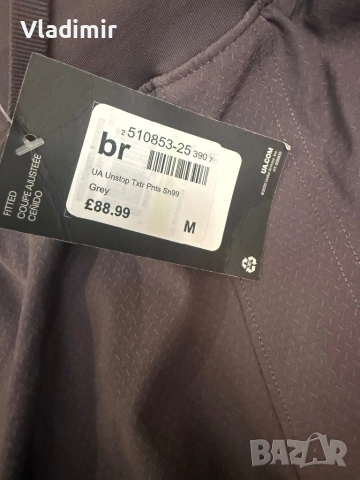 Vladimir
2 510853-25 390 7
br
UA Unstop Txtr Pnts Sn99
Grey
£88.99
M
FITTED
COUPE AJUSTÉE
CEÑIDO
UA.COM
BAZAR